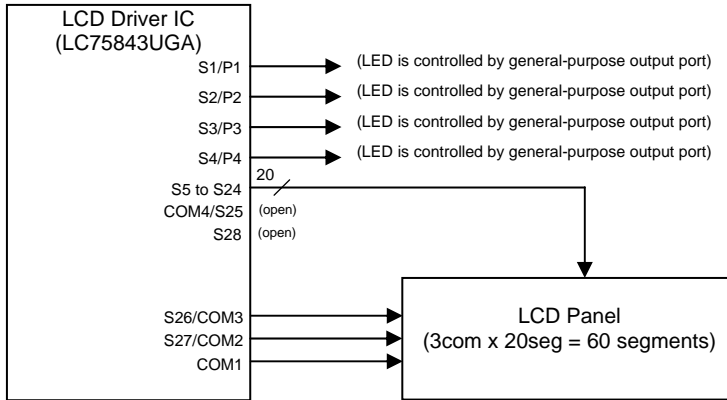 LCD Driver IC
(LC75843UGA)
S1/P1
(LED is controlled by general-purpose output port)
S2/P2
(LED is controlled by general-purpose output port)
S3/P3
(LED is controlled by general-purpose output port)
S4/P4
(LED is controlled by general-purpose output port)
20
S5 to S24
COM4/S25
(open)
S28
(open)
S26/COM3
S27/COM2
COM1
LCD Panel
(3com x 20seg = 60 segments)